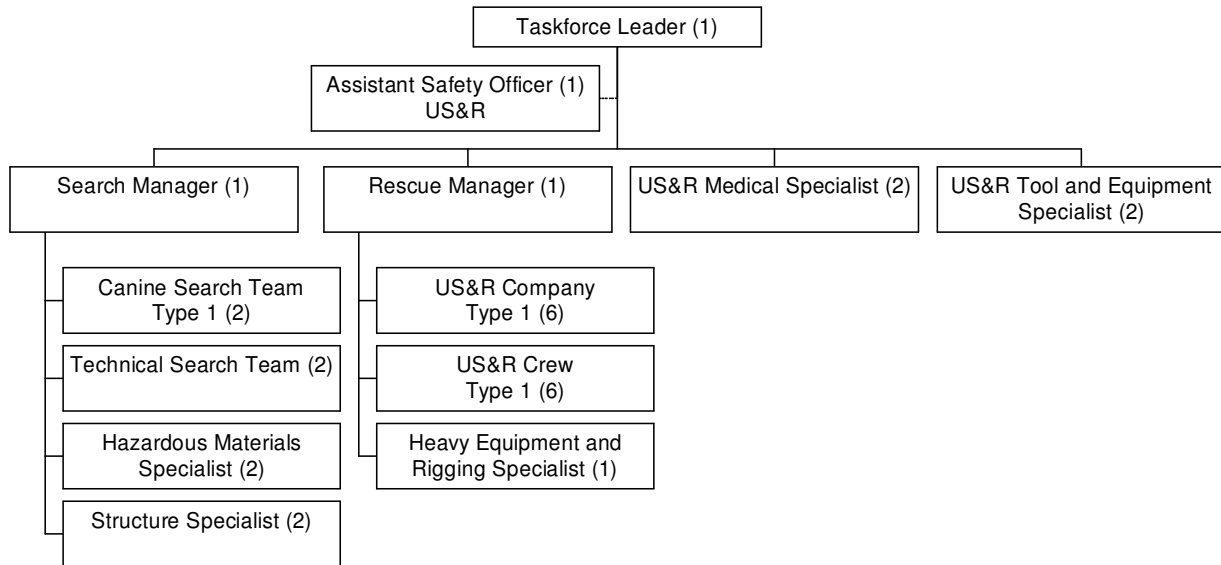 Taskforce Leader (1)
Assistant Safety Officer (1)
US&R
Search Manager (1)
Rescue Manager (1)
US&R Medical Specialist (2)
US&R Tool and Equipment
Specialist (2)
Canine Search Team
Type 1 (2)
Technical Search Team (2)
Hazardous Materials
Specialist (2)
Structure Specialist (2)
US&R Company
Type 1 (6)
US&R Crew
Type 1 (6)
Heavy Equipment and
Rigging Specialist (1)